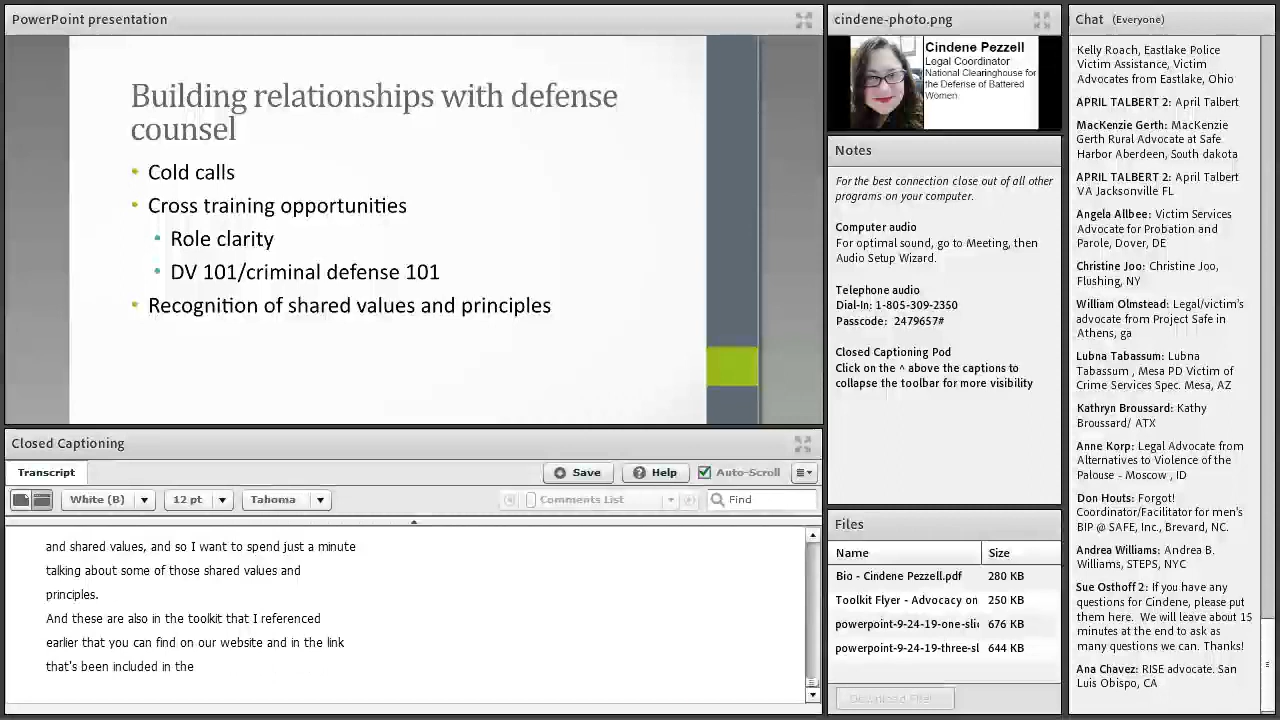 PowerPoint presentation
Building relationships with defense
counsel
Cold calls
Cross training opportunities
Role clarity
DV 101/criminal defense 101
Recognition of shared values and principles
Closed Captioning
Transcript
Save
Help
Auto-Scroll
White (B)
12 pt
Tahoma
Comments List
Find
and shared values, and so I want to spend just a minute
talking about some of those shared values and
principles.
And these are also in the toolkit that I referenced
earlier that you can find on our website and in the link
that's been included in the
cindene-photo.png
Cindene Pezzell
Legal Coordinator
National Clearinghouse for
the Defense of Battered
Women
Notes
For the best connection close out of all other
programs on your computer.
Computer audio
For optimal sound, go to Meeting, then
Audio Setup Wizard.
Telephone audio
Dial-In: 1-805-309-2350
Passcode: 2479657#
Closed Captioning Pod
Click on the ^ above the captions to
collapse the toolbar for more visibility
Files
Name Size
Bio - Cindene Pezzell.pdf 280 KB
Toolkit Flyer - Advocacy on 250 KB
powerpoint-9-24-19-one-sli 676 KB
powerpoint-9-24-19-three-sl 644 KB
Download File!
Chat (Everyone)
Kelly Roach, Eastlake Police
Victim Assistance, Victim
Advocates from Eastlake, Ohio
APRIL TALBERT 2: April Talbert
MacKenzie Gerth: MacKenzie
Gerth Rural Advocate at Safe
Harbor Aberdeen, South dakota
APRIL TALBERT 2: April Talbert
VA Jacksonville FL
Angela Allbee: Victim Services
Advocate for Probation and
Parole, Dover, DE
Christine Joo: Christine Joo,
Flushing, NY
William Olmstead: Legal/victim's
advocate from Project Safe in
Athens, ga
Lubna Tabassum: Lubna
Tabassum , Mesa PD Victim of
Crime Services Spec. Mesa, AZ
Kathryn Broussard: Kathy
Broussard/ ATX
Anne Korp: Legal Advocate from
Alternatives to Violence of the
Palouse - Moscow , ID
Don Houts: Forgot!
Coordinator/Facilitator for men's
BIP @ SAFE, Inc., Brevard, NC.
Andrea Williams: Andrea B.
Williams, STEPS, NYC
Sue Osthoff 2: If you have any
questions for Cindene, please put
them here. We will leave about 15
minutes at the end to ask as
many questions we can. Thanks!
Ana Chavez: RISE advocate. San
Luis Obispo, CA